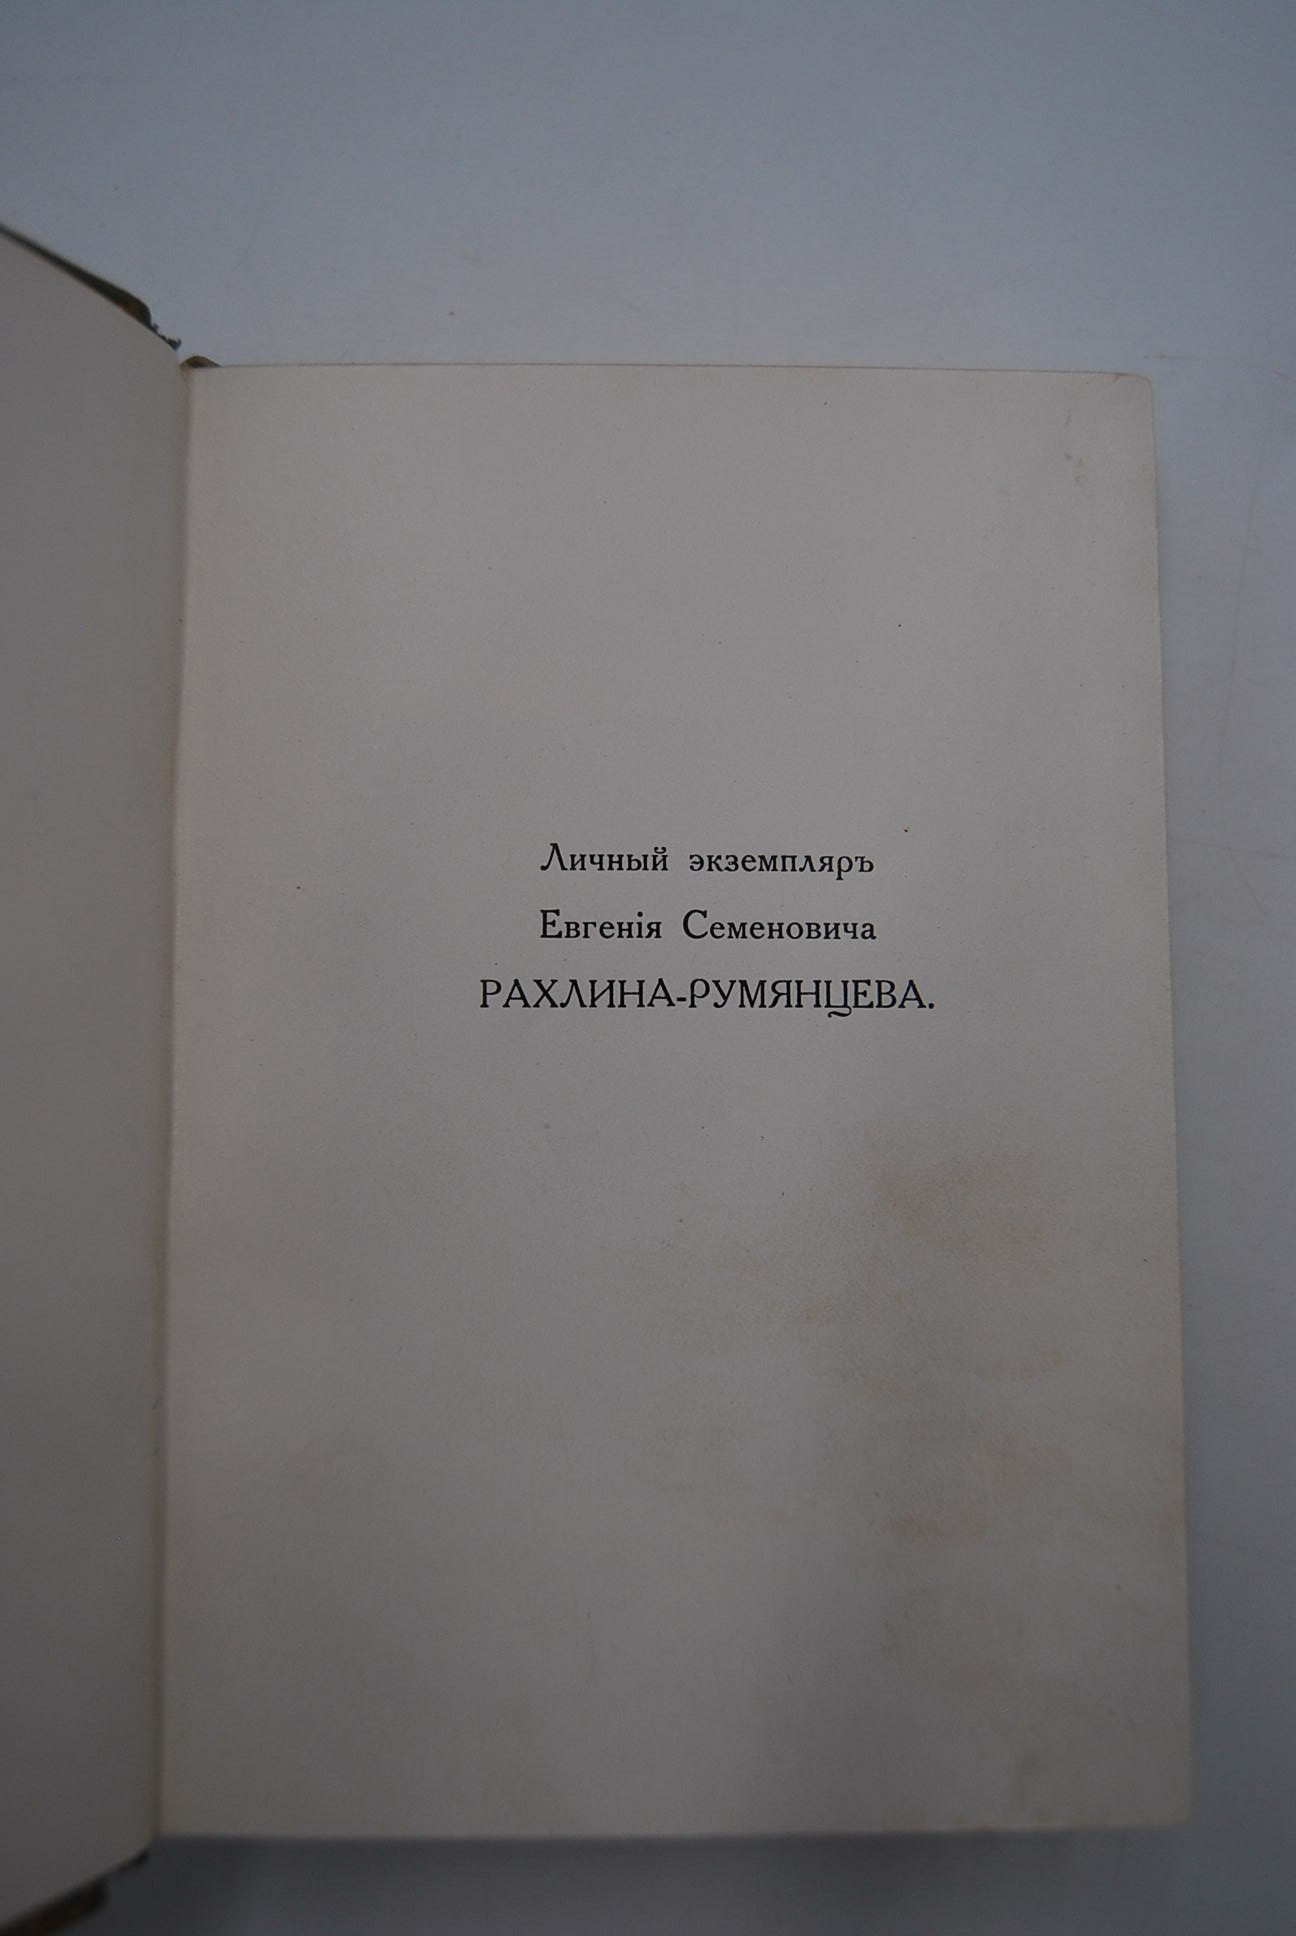 Личный экземпляръ
Евгенія Семеновича
РАХЛИНА-РУМЯНЦЕВА.